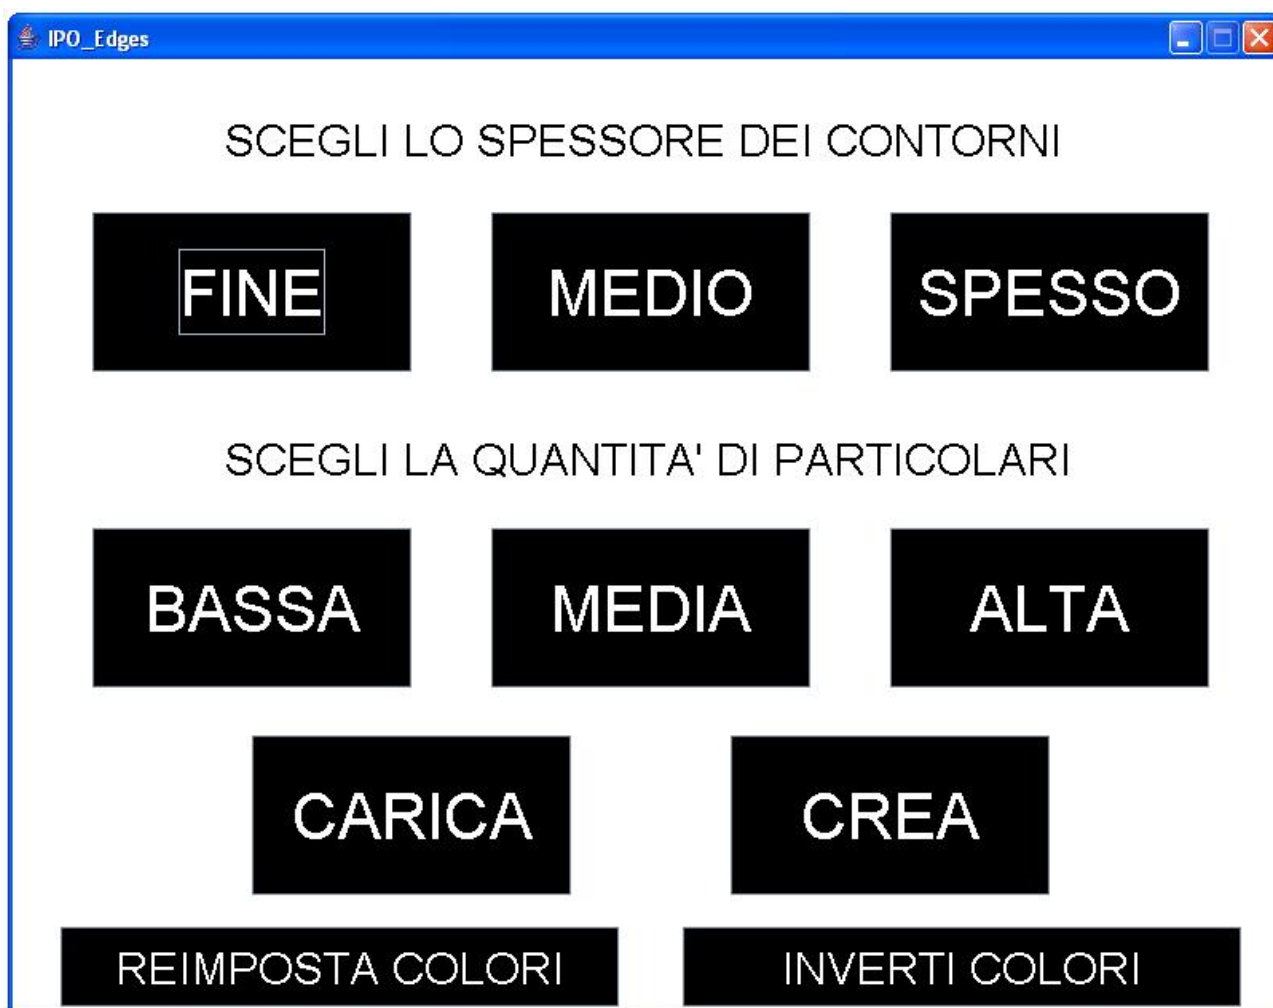 IPO_Edges
SCEGLI LO SPESSORE DEI CONTORNI
FINE MEDIO SPESSO
SCEGLI LA QUANTITA' DI PARTICOLARI
BASSA MEDIA ALTA
CARICA CREA
REIMPOSTA COLORI INVERTI COLORI